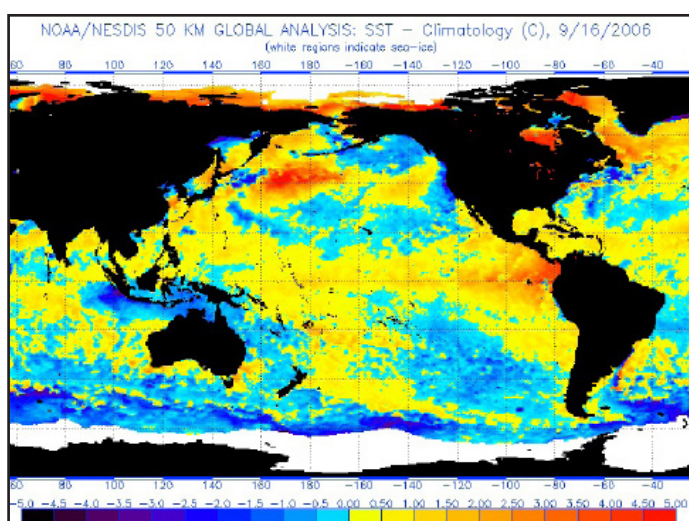 NOAA/NESDIS 50 KM GLOBAL ANALYSIS: SST - Climatology (C), 9/16/2006
(white regions indicate sea-ice)
60 80 100 120 140 160 180 -160 -140 -120 -100 -80 -60 -40
60 80 100 120 140 160 180 -160 -140 -120 -100 -80 -60 -40
-5.0 -4.5 -4.0 -3.5 -3.0 -2.5 -2.0 -1.5 -1.0 -0.5 0.00 0.50 1.00 1.50 2.00 2.50 3.00 3.50 4.00 4.50 5.00